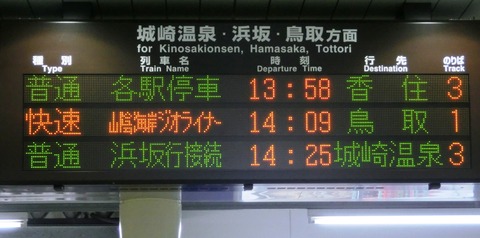 城崎温泉・浜坂・鳥取方面
for Kinosakionsen, Hamasaka, Tottori
種別 列車名 時刻 行先 のりば
Type Train Name Departure Time Destination Track
普通 各駅停車 13:58 香住 3
快速 山陰海岸ジオライナー 14:09 鳥取 1
普通 浜坂行接続 14:25 城崎温泉 3